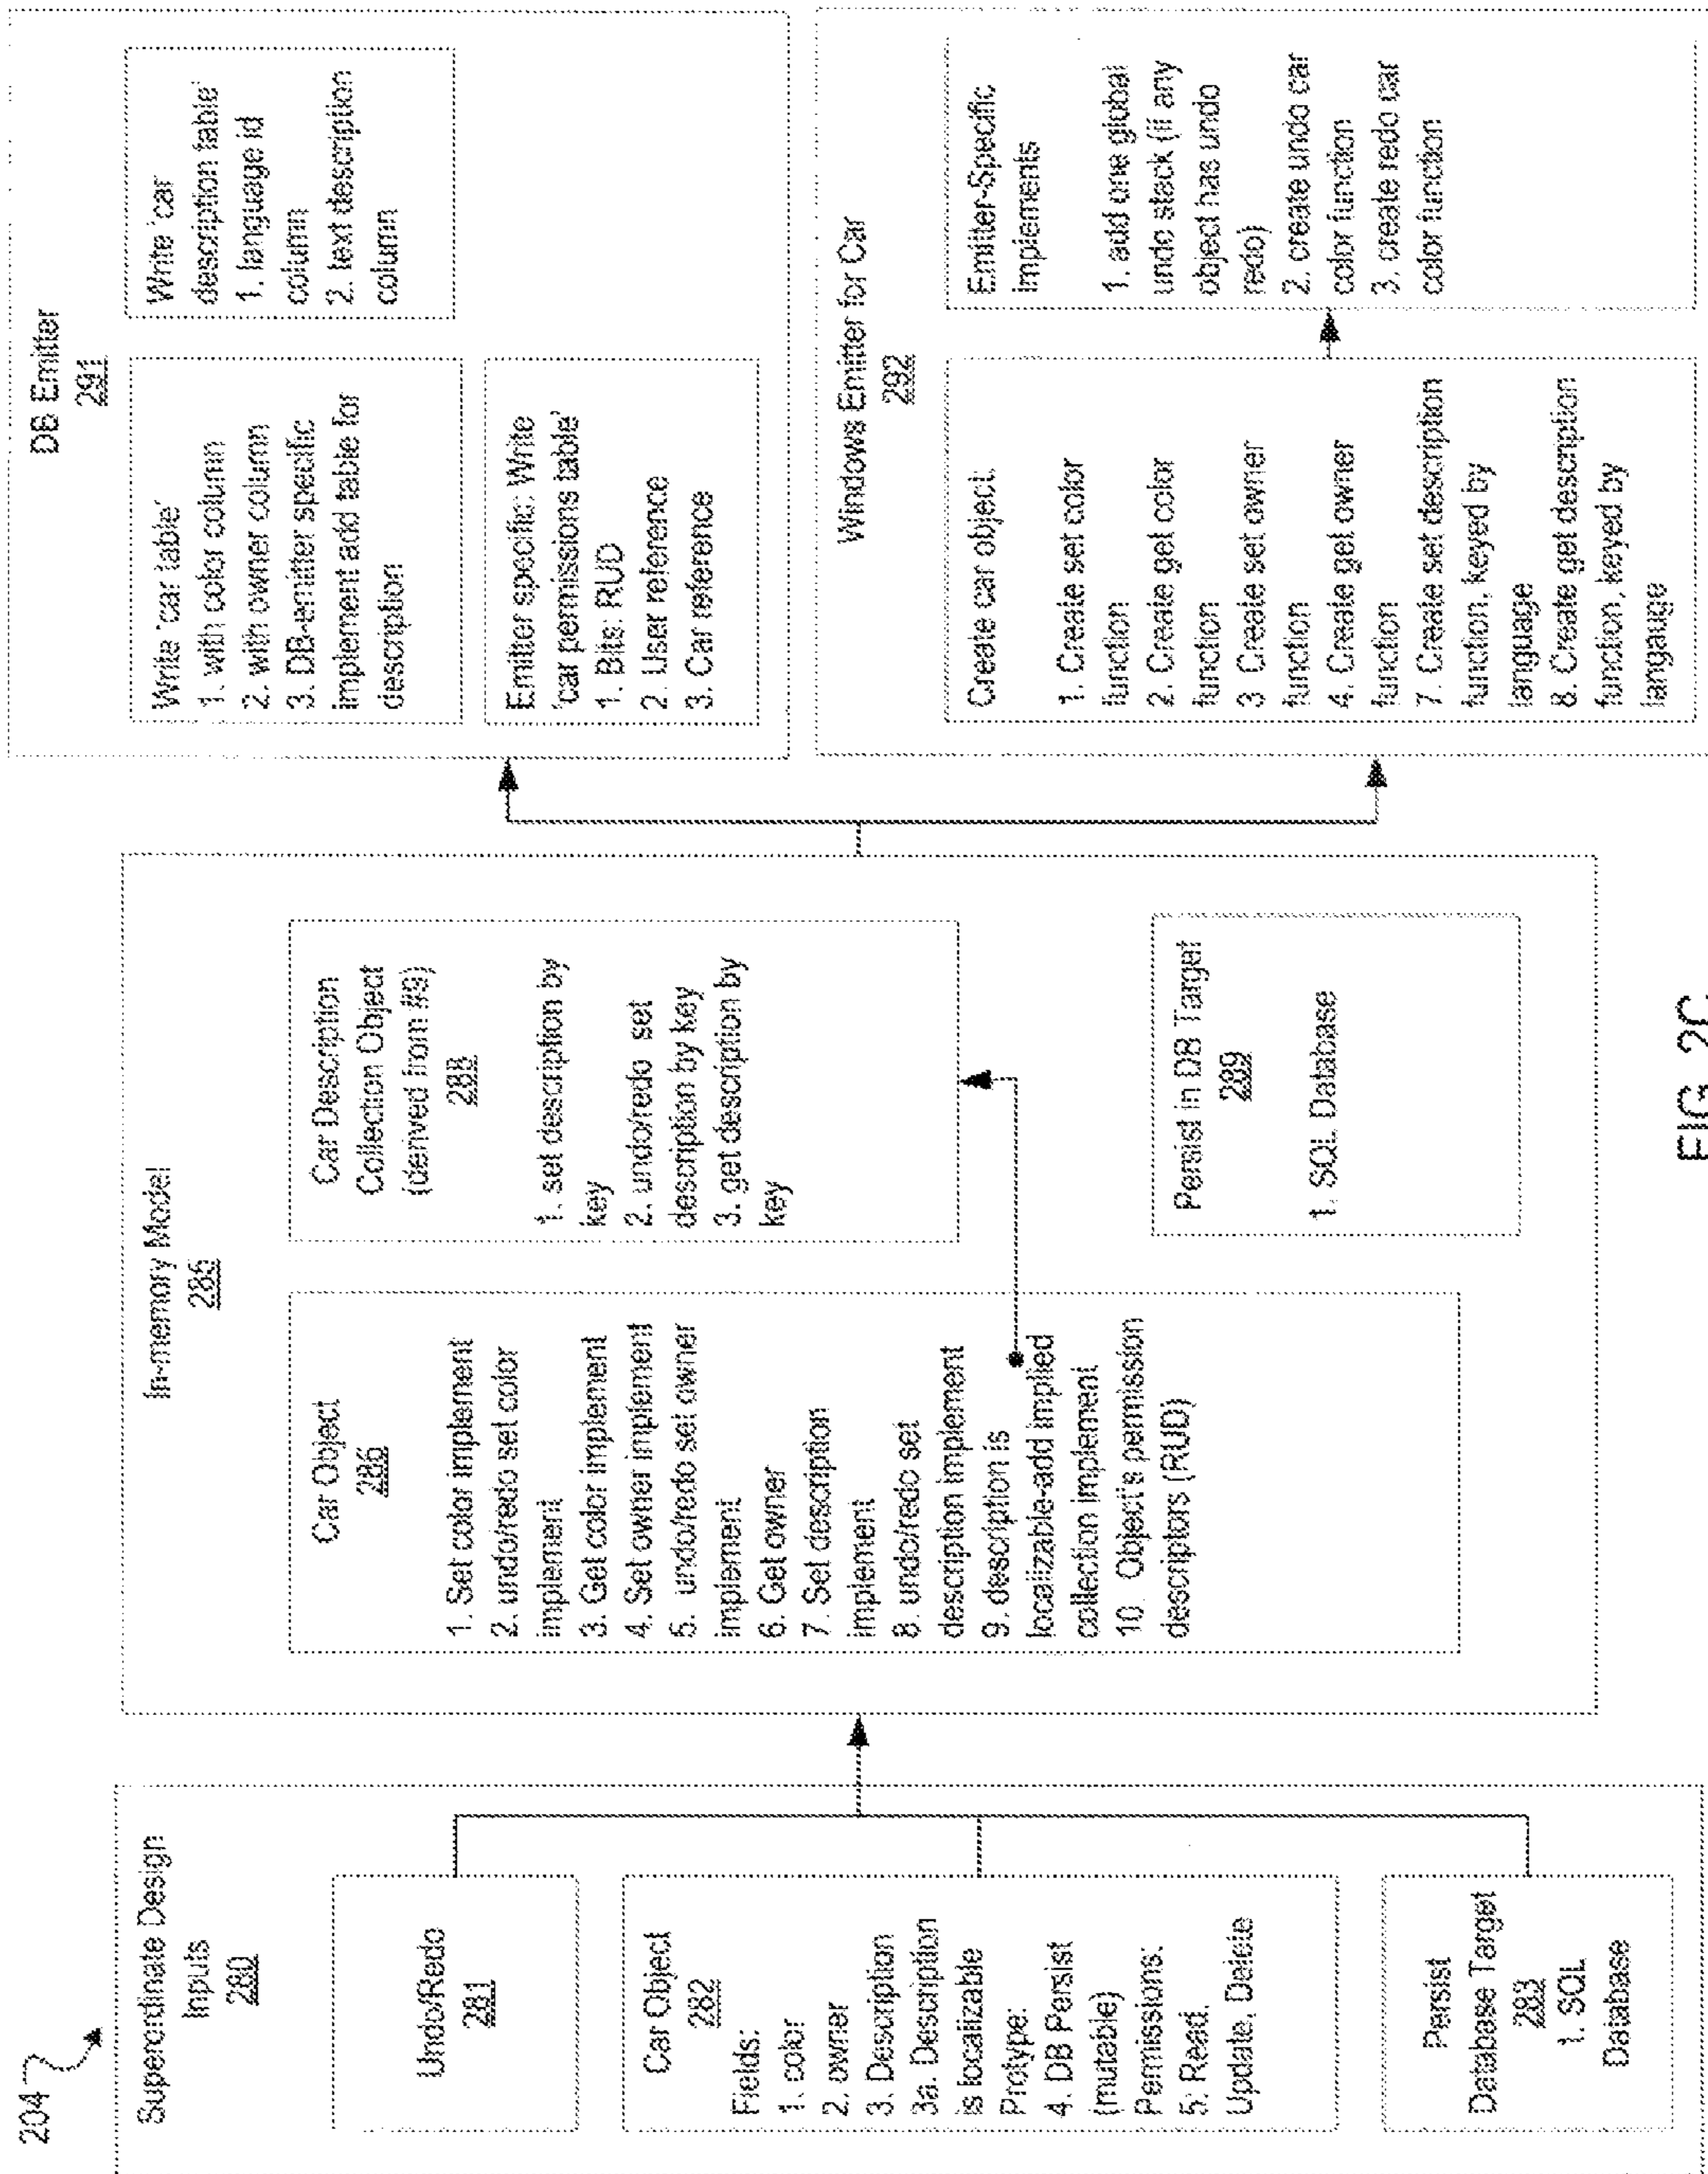 204
Superordinate Design
Inputs
280
Undo/Redo
281
Car Object
282
Fields:
1. color
2. owner
3. Description
3a. Description
is localizable
Protype:
4. DB Persist
(mutable)
Permissions:
5. Read,
Update, Delete
Persist
Database Target
283
1. SQL
Database
In-memory Model
285
Car Object
286
1. Set color implement
2. undo/redo set color
implement
3. Get color implement
4. Set owner implement
5. undo/redo set owner
implement
6. Get owner
7. Set description
implement
8. undo/redo set
description implement
9. description is
localizable-add implied
collection implement
10. Object's permission
descriptors (RUD)
Car Description
Collection Object
(derived from #9)
288
1. set description by
key
2. undo/redo set
description by key
3. get description by
key
Persist in DB Target
289
1. SQL Database
DB Emitter
291
Write 'car table'
1. with color column
2. with owner column
3. DB-emitter specific
implement add table for
description
Write 'car
description table'
1. language id
column
2. text description
column
Emitter specific: Write
'car permissions table'
1. Bits: RUD
2. User reference
3. Car reference
Windows Emitter for Car
292
Create car object:
1. Create set color
function
2. Create get color
function
3. Create set owner
function
4. Create get owner
function
7. Create set description
function, keyed by
language
8. Create get description
function, keyed by
langauge
Emitter-Specific
Implements
1. add one global
undo stack (if any
object has undo
redo)
2. create undo car
color function
3. create redo car
color function
FIG. 2C